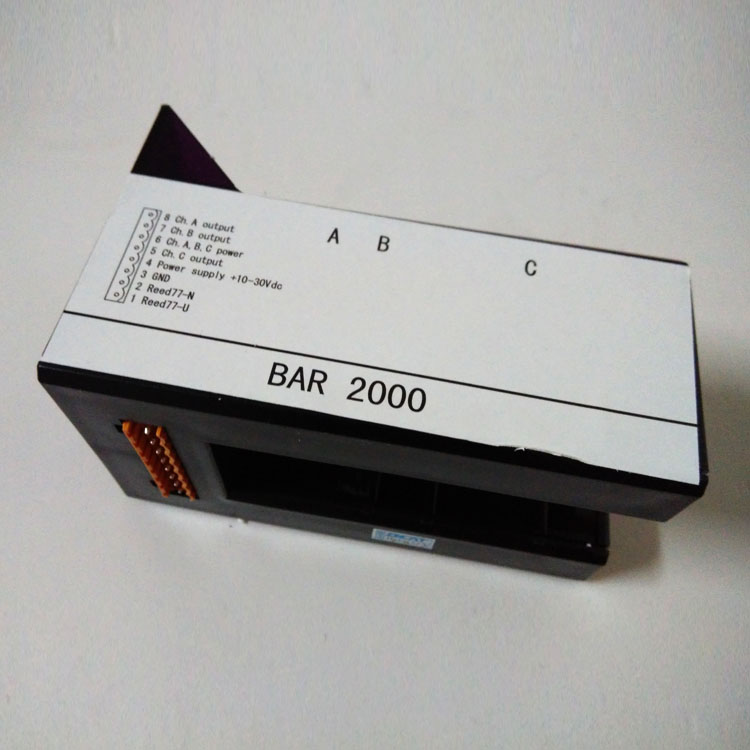 8 Ch. A output
7 Ch. B output
6 Ch. A, B, C power
5 Ch. C output
4 Power supply +10-30Vdc
3 GND
2 Reed77-N
1 Reed77-U
A B C
BAR 2000